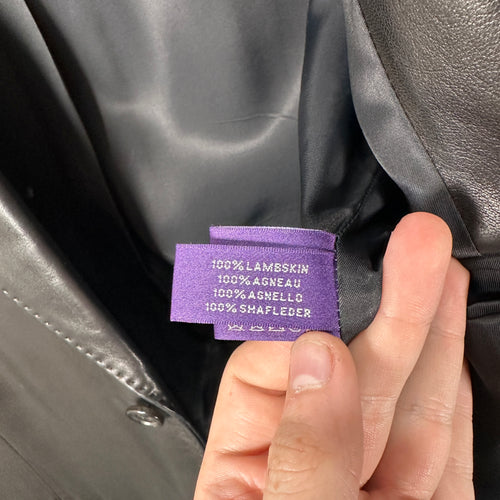 100% LAMBSKIN
100% AGNEAU
100% AGNELLO
100% SHAFLEDER